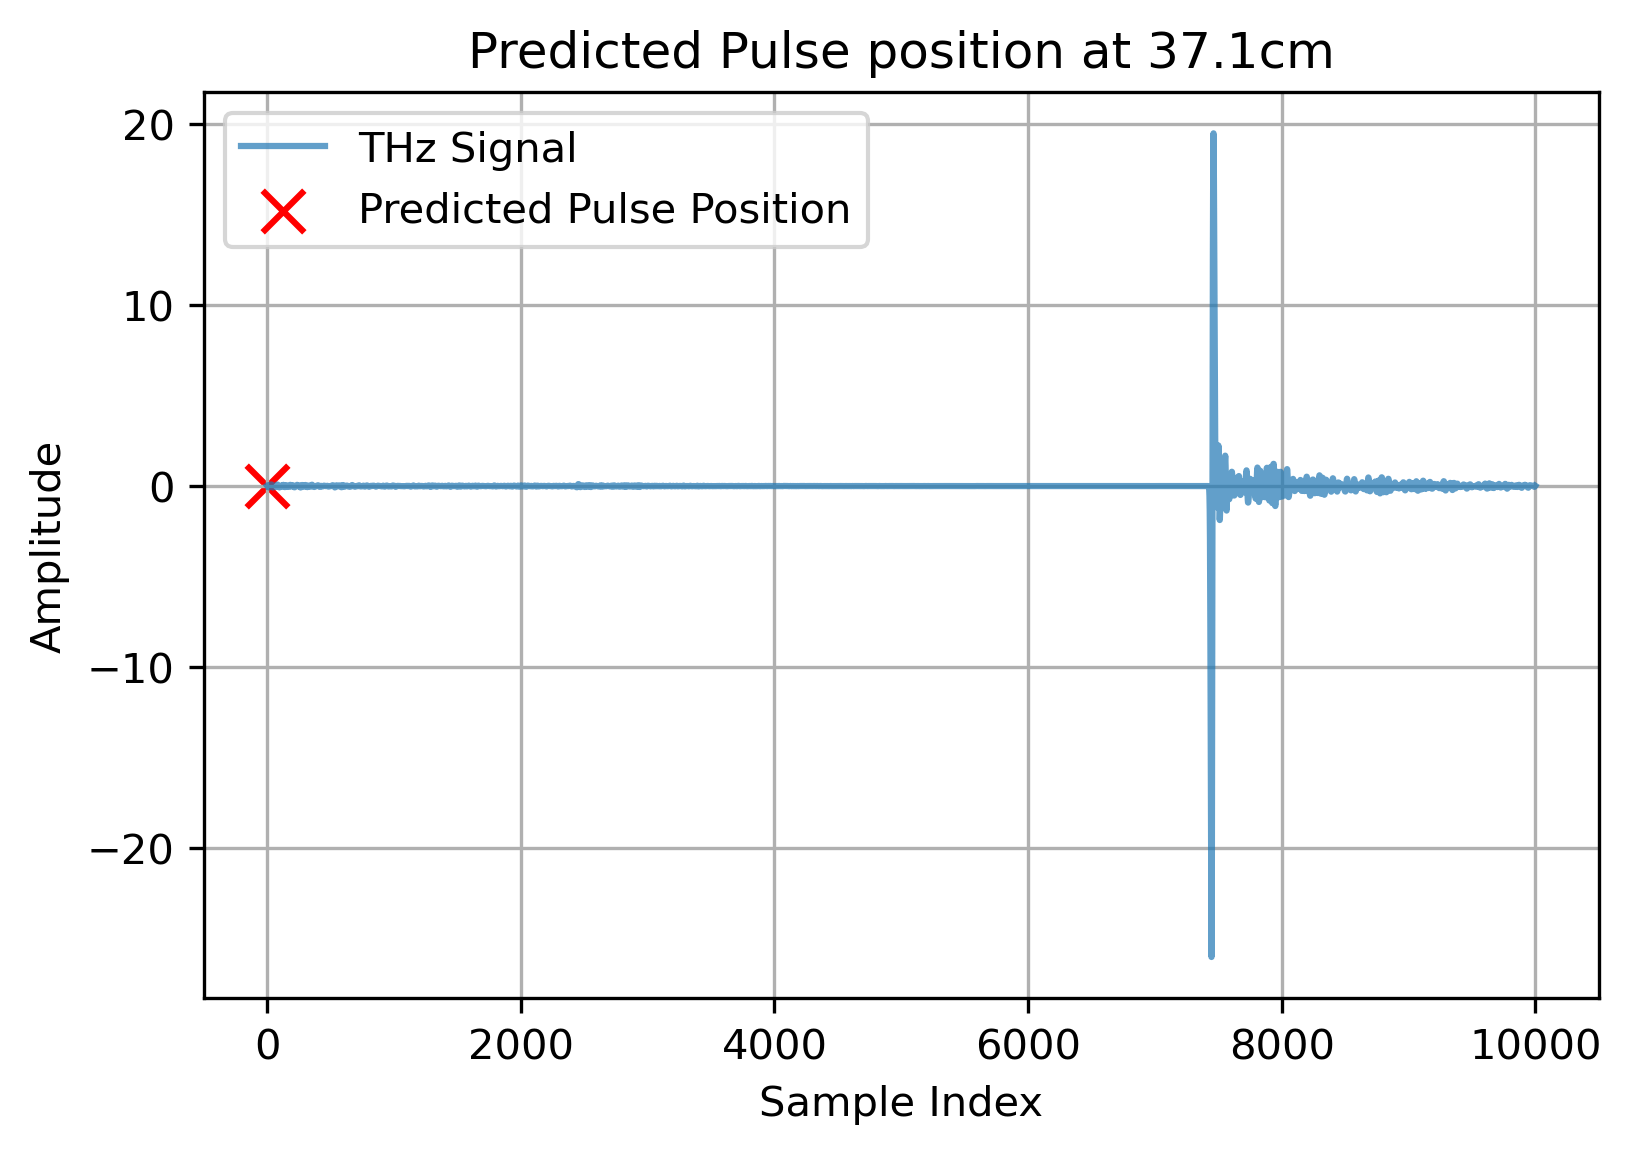 Predicted Pulse position at 37.1cm
THz Signal
Predicted Pulse Position
20
10
0
−10
−20
Amplitude
0 2000 4000 6000 8000 10000
Sample Index